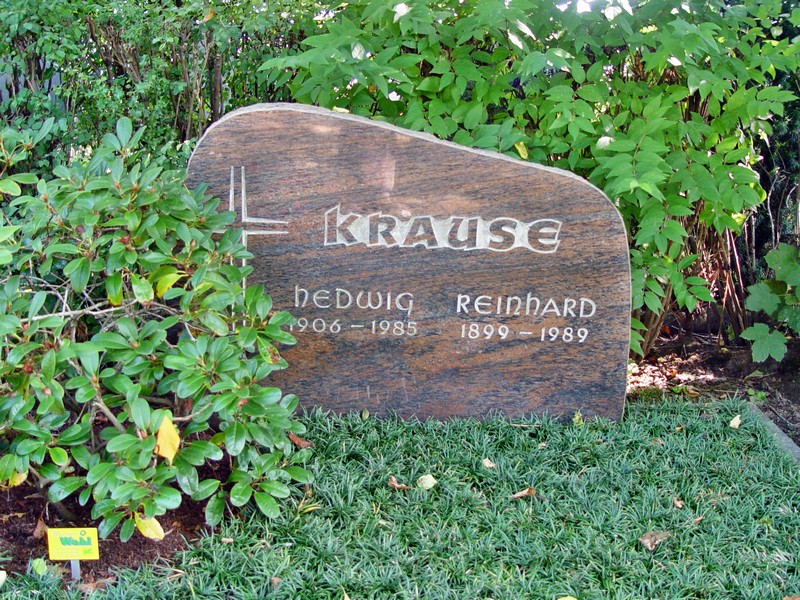 KRAUSE
HEDWIG REINHARD
1906 – 1985 1899 – 1989